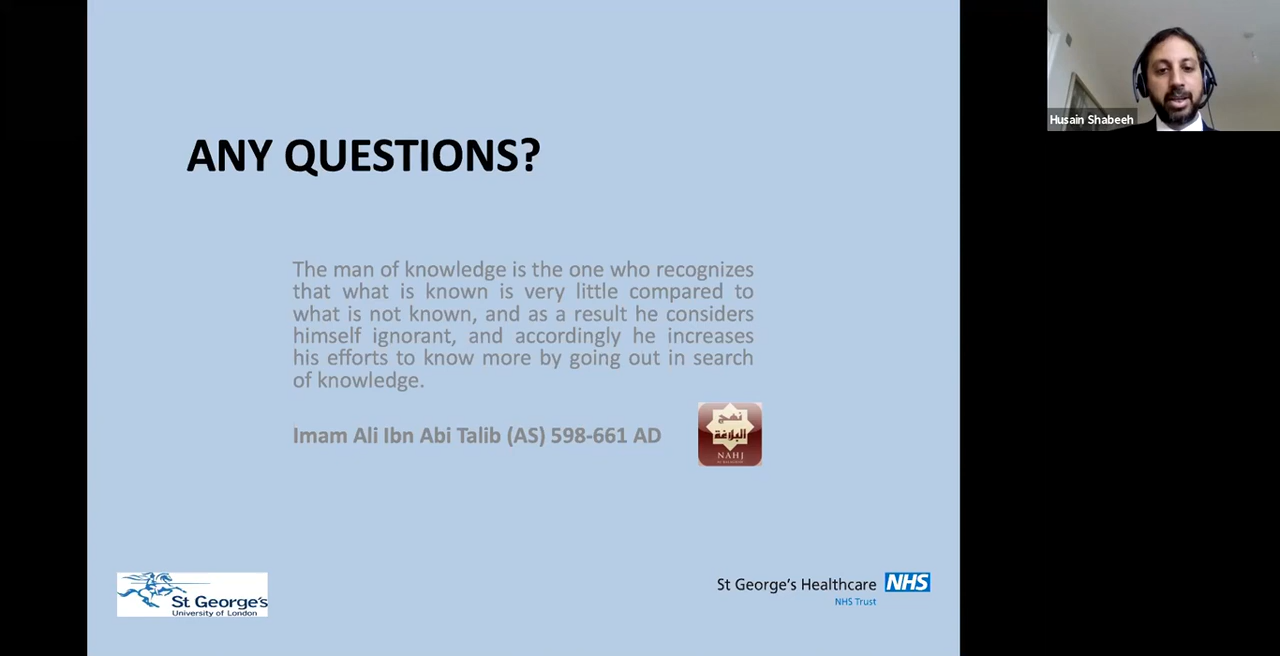 ANY QUESTIONS?
The man of knowledge is the one who recognizes
that what is known is very little compared to
what is not known, and as a result he considers
himself ignorant, and accordingly he increases
his efforts to know more by going out in search
of knowledge.
Imam Ali Ibn Abi Talib (AS) 598-661 AD
نهج
البلاغة
NAHJ
St George's
University of London
St George's Healthcare NHS
NHS Trust
Husain Shabeeh